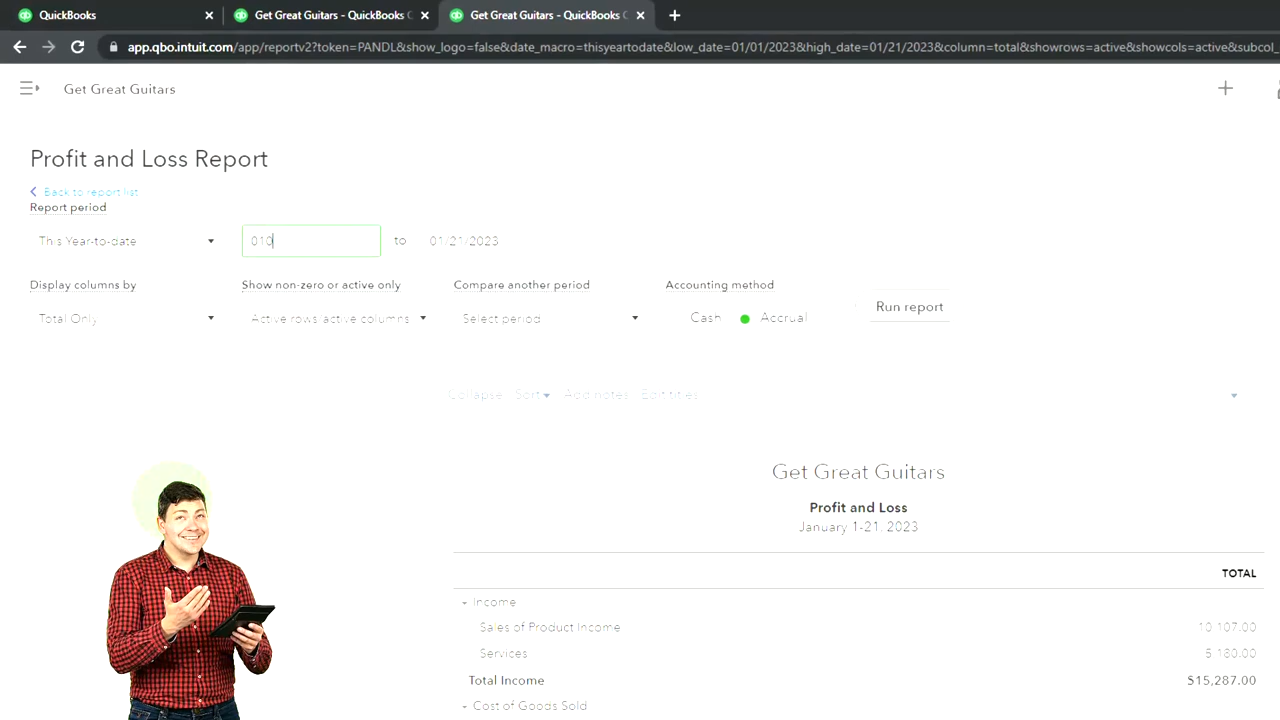 QuickBooks
Get Great Guitars - QuickBooks
Get Great Guitars - QuickBooks
app.qbo.intuit.com/app/reportv2?token=PANDL&show_logo=false&date_macro=thisyeartodate&low_date=01/01/2023&high_date=01/21/2023&column=total&showrows=active&showcols=active&subcol_
Get Great Guitars
Profit and Loss Report
Back to report list
Report period
This Year-to-date 010 to 01/21/2023
Display columns by Show non-zero or active only Compare another period Accounting method
Total Only Active rows/active columns Select period Cash Accrual Run report
Collapse Sort Add notes Edit titles
Get Great Guitars
Profit and Loss
January 1-21, 2023
TOTAL
Income
Sales of Product Income 10,107.00
Services 5,180.00
Total Income $15,287.00
Cost of Goods Sold